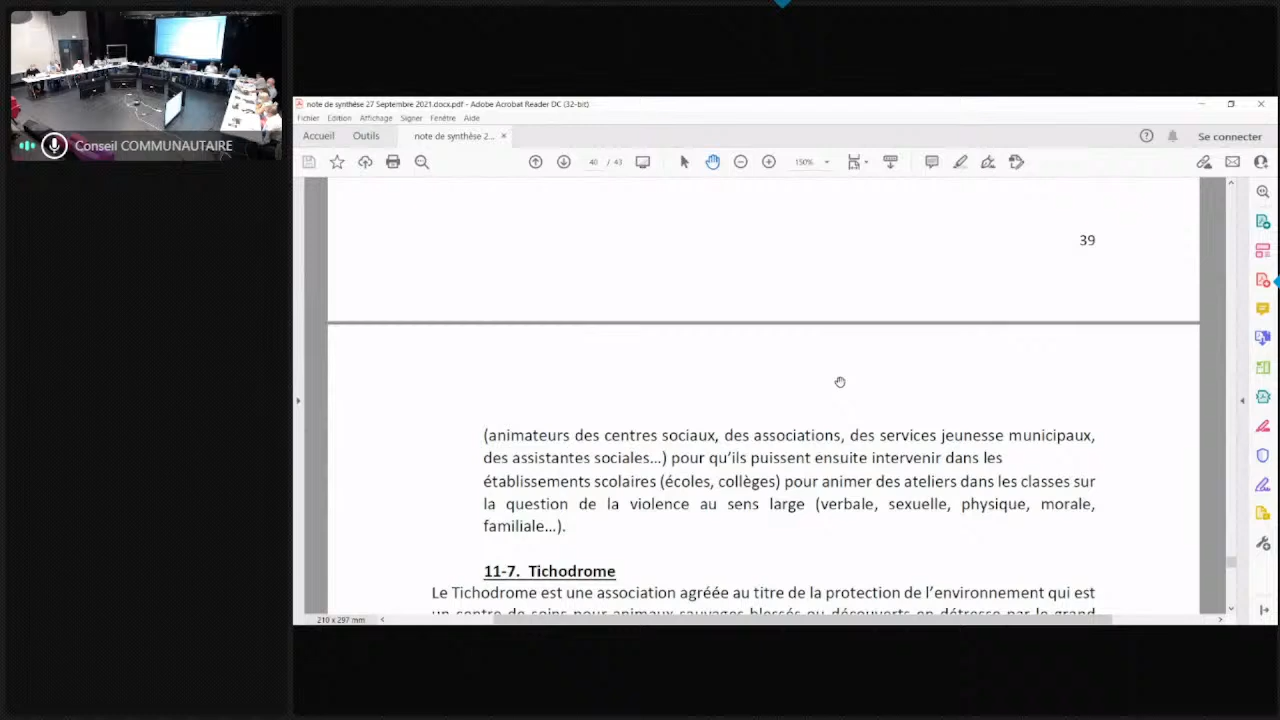 Conseil COMMUNAUTAIRE
note de synthèse 27 Septembre 2021.docx.pdf - Adobe Acrobat Reader DC (32-bit)
Fichier Edition Affichage Signer Fenêtre Aide
Accueil Outils note de synthèse 2... × Se connecter
40 / 43 150%
39
(animateurs des centres sociaux, des associations, des services jeunesse municipaux,
des assistantes sociales…) pour qu'ils puissent ensuite intervenir dans les
établissements scolaires (écoles, collèges) pour animer des ateliers dans les classes sur
la question de la violence au sens large (verbale, sexuelle, physique, morale,
familiale…).
11-7. Tichodrome
Le Tichodrome est une association agréée au titre de la protection de l'environnement qui est
un centre de soins pour animaux sauvages blessés ou découverts en détresse par le grand
210 x 297 mm